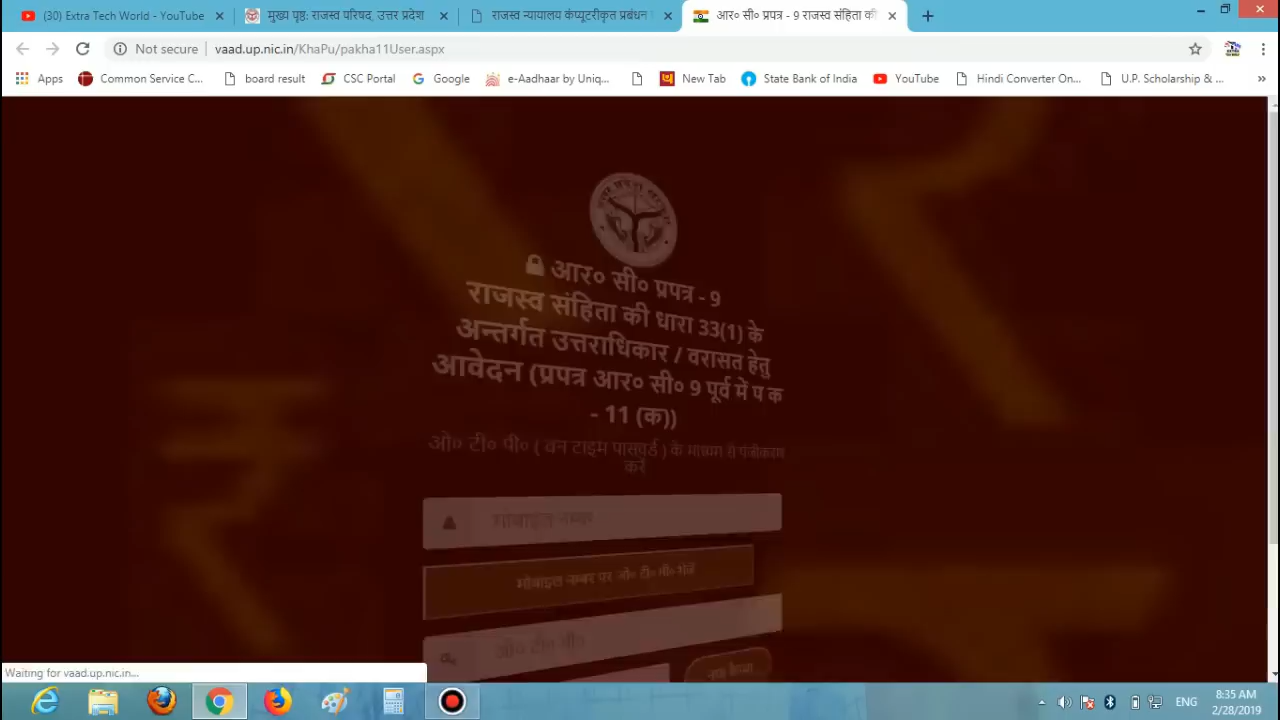 (30) Extra Tech World - YouTube
मुख्य पृष्ठ: राजस्व परिषद, उत्तर प्रदेश
राजस्व न्यायालय कंप्यूटरीकृत प्रबंधन
आर० सी० प्रपत्र - 9 राजस्व संहिता की
Not secure
vaad.up.nic.in/KhaPu/pakha11User.aspx
Apps
Common Service C...
board result
CSC Portal
Google
e-Aadhaar by Uniq...
New Tab
State Bank of India
YouTube
Hindi Converter On...
U.P. Scholarship & ...
»
आर० सी० प्रपत्र - 9
राजस्व संहिता की धारा 33(1) के
अन्तर्गत उत्तराधिकार / वरासत हेतु
आवेदन (प्रपत्र आर० सी० 9 पूर्व में प क
- 11 (क))
ओ० टी० पी० ( वन टाइम पासवर्ड ) के माध्यम से पंजीकरण
करें
मोबाइल नम्बर
मोबाइल नम्बर पर ओ० टी० पी० भेजें
ओ० टी० पी०
Waiting for vaad.up.nic.in...
ENG
8:35 AM
2/28/2019